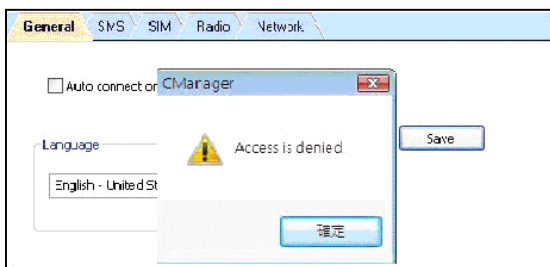 General SMS SIM Radio Network
Auto connect or
CManager
Access is denied
Save
Language
English - United St
確定